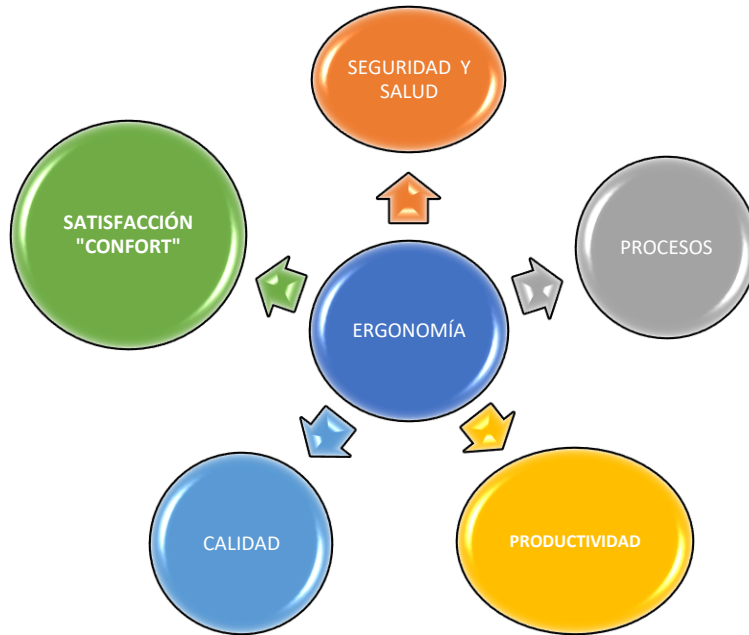 SEGURIDAD Y
SALUD
SATISFACCIÓN
"CONFORT"
PROCESOS
ERGONOMÍA
CALIDAD
PRODUCTIVIDAD